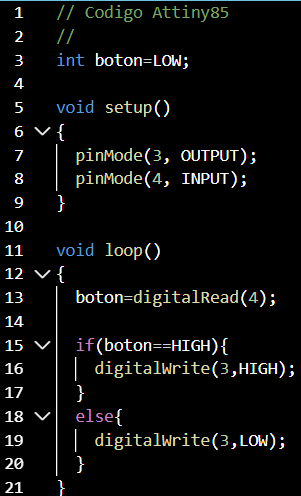 1 // Codigo Attiny85
2 //
3 int boton=LOW;
4
5 void setup()
6 {
7 pinMode(3, OUTPUT);
8 pinMode(4, INPUT);
9 }
10
11 void loop()
12 {
13 boton=digitalRead(4);
14
15 if(boton==HIGH){
16 digitalWrite(3,HIGH);
17 }
18 else{
19 digitalWrite(3,LOW);
20 }
21 }